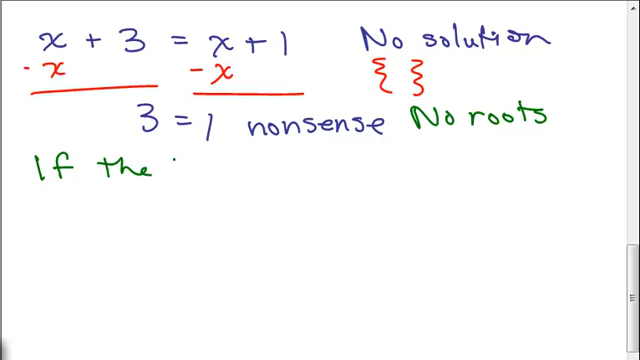 x + 3 = x + 1 No solution
- x - x { }
3 = 1 nonsense No roots
If the